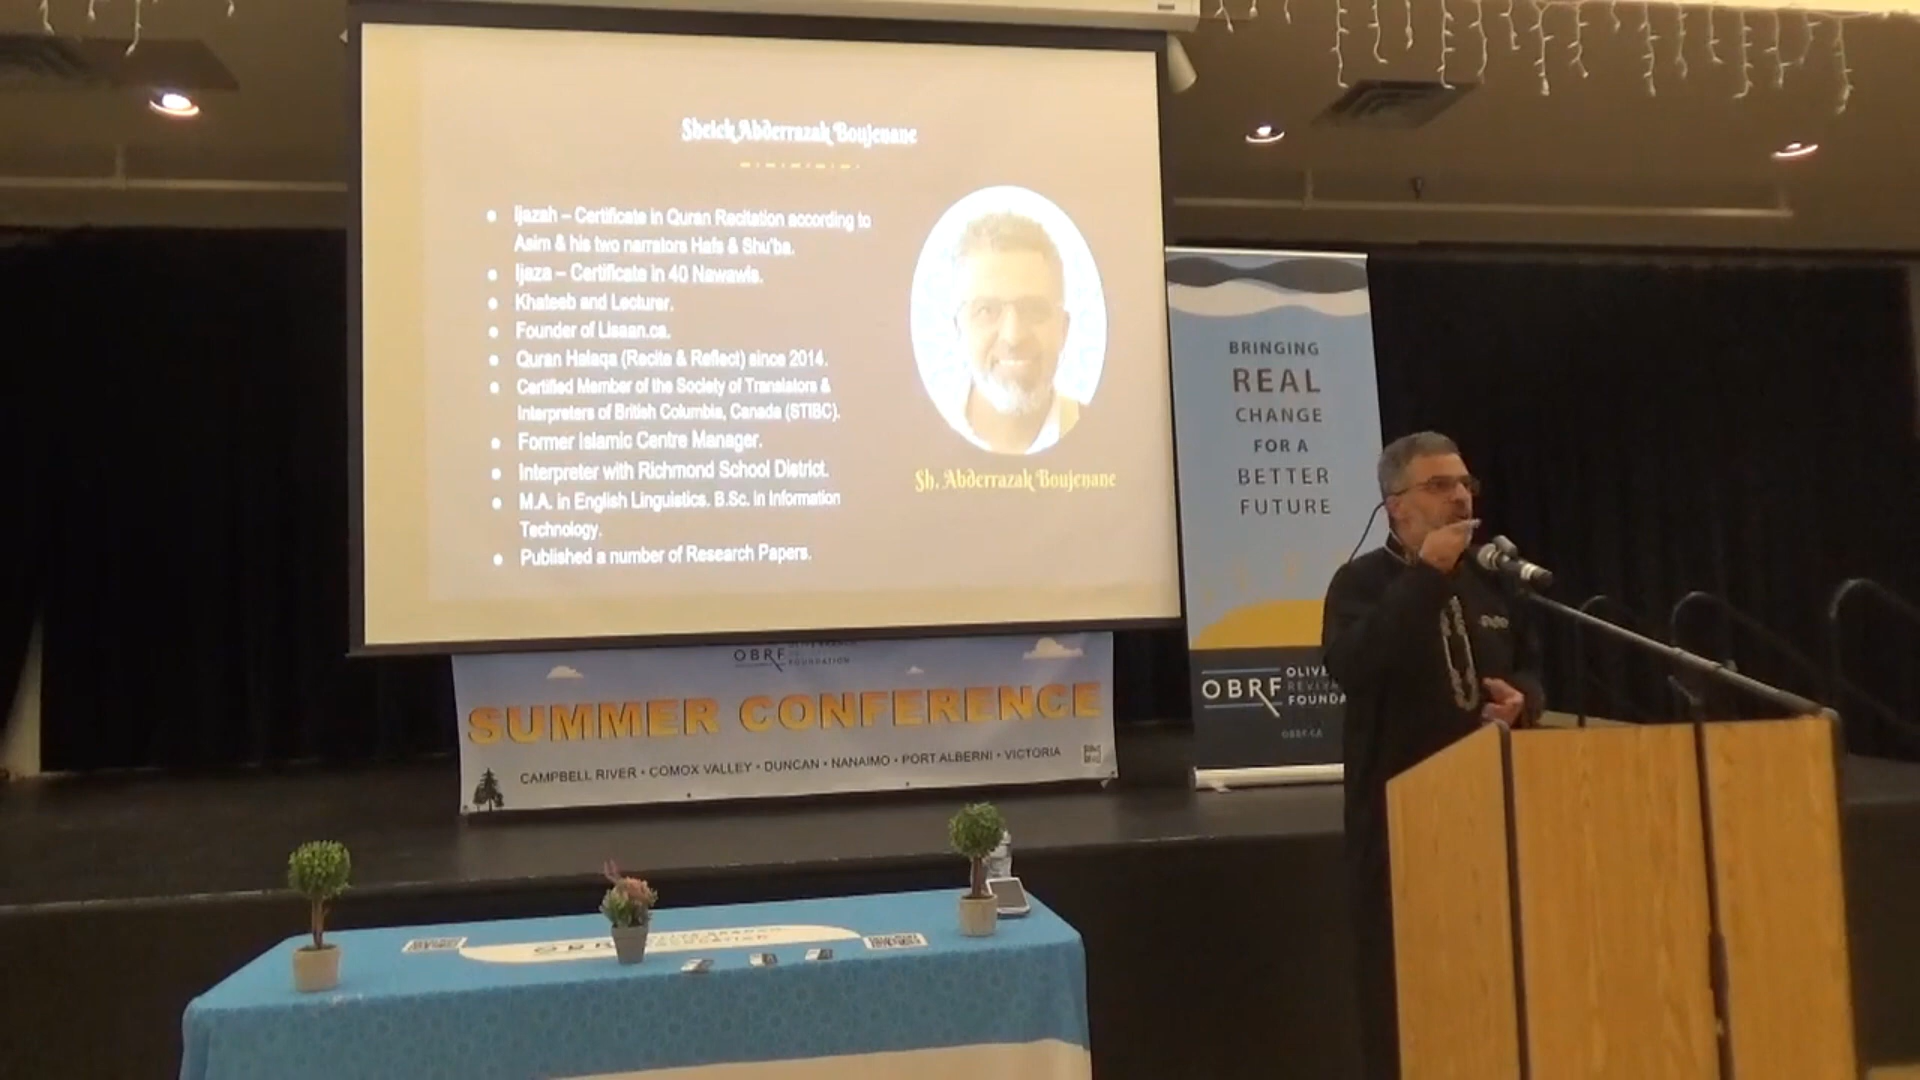 Sheick Abderrazak Boujenane
Ijazah – Certificate in Quran Recitation according to
Asim & his two narrators Hafs & Shu'ba.
Ijaza – Certificate in 40 Nawawis.
Khateeb and Lecturer.
Founder of Lisaan.ca.
Quran Halaqa (Recite & Reflect) since 2014.
Certified Member of the Society of Translators &
Interpreters of British Columbia, Canada (STIBC).
Former Islamic Centre Manager.
Interpreter with Richmond School District.
M.A. in English Linguistics. B.Sc. in Information
Technology.
Published a number of Research Papers.
Sh. Abderrazak Boujenane
BRINGING
REAL
CHANGE
FOR A
BETTER
FUTURE
OBRF
OLIVE
REVIVA
FOUNDA
OBRF.CA
OBRF
FOUNDATION
SUMMER CONFERENCE
CAMPBELL RIVER • COMOX VALLEY • DUNCAN • NANAIMO • PORT ALBERNI • VICTORIA